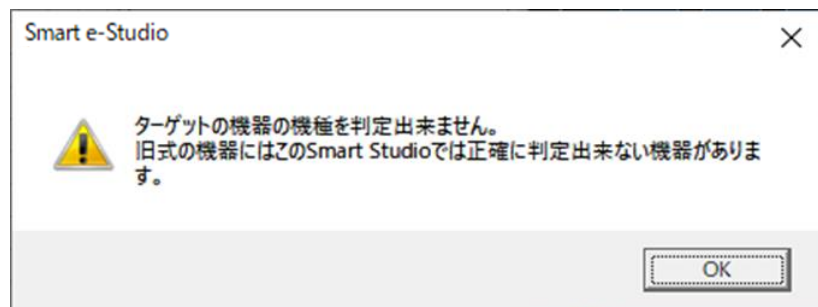 Smart e-Studio
ターゲットの機器の機種を判定出来ません。
旧式の機器にはこのSmart Studioでは正確に判定出来ない機器がありま
す。
OK